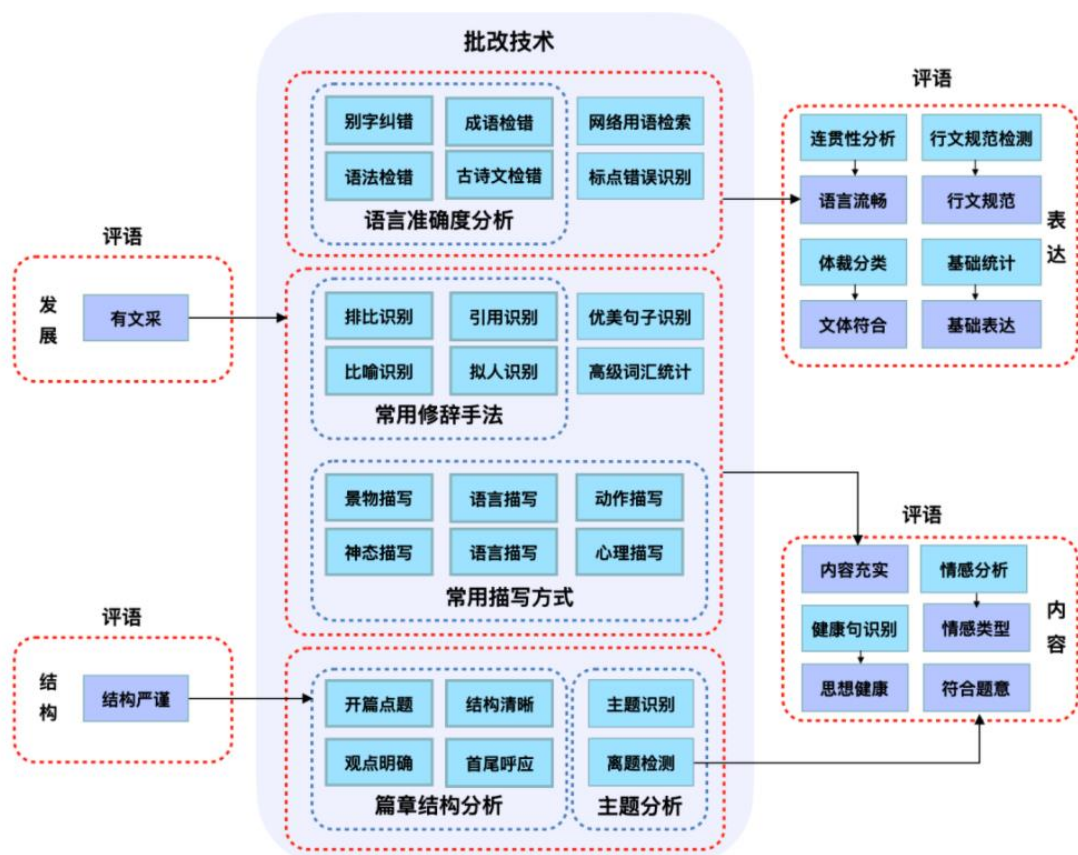 批改技术
别字纠错 成语检错 网络用语检索
语法检错 古诗文检错 标点错误识别
语言准确度分析
排比识别 引用识别 优美句子识别
比喻识别 拟人识别 高级词汇统计
常用修辞手法
景物描写 语言描写 动作描写
神态描写 语言描写 心理描写
常用描写方式
开篇点题 结构清晰 主题识别
观点明确 首尾呼应 离题检测
篇章结构分析 主题分析
评语
发展
有文采
评语
结构
结构严谨
评语
连贯性分析 行文规范检测
语言流畅 行文规范
体裁分类 基础统计
文体符合 基础表达
表达
评语
内容充实 情感分析
健康句识别 情感类型
思想健康 符合题意
内容